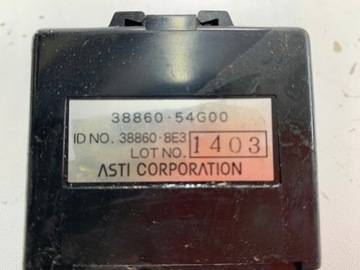 38860-54G00
ID NO. 38860-8E3
LOT NO. 1403
ASTI CORPORATION